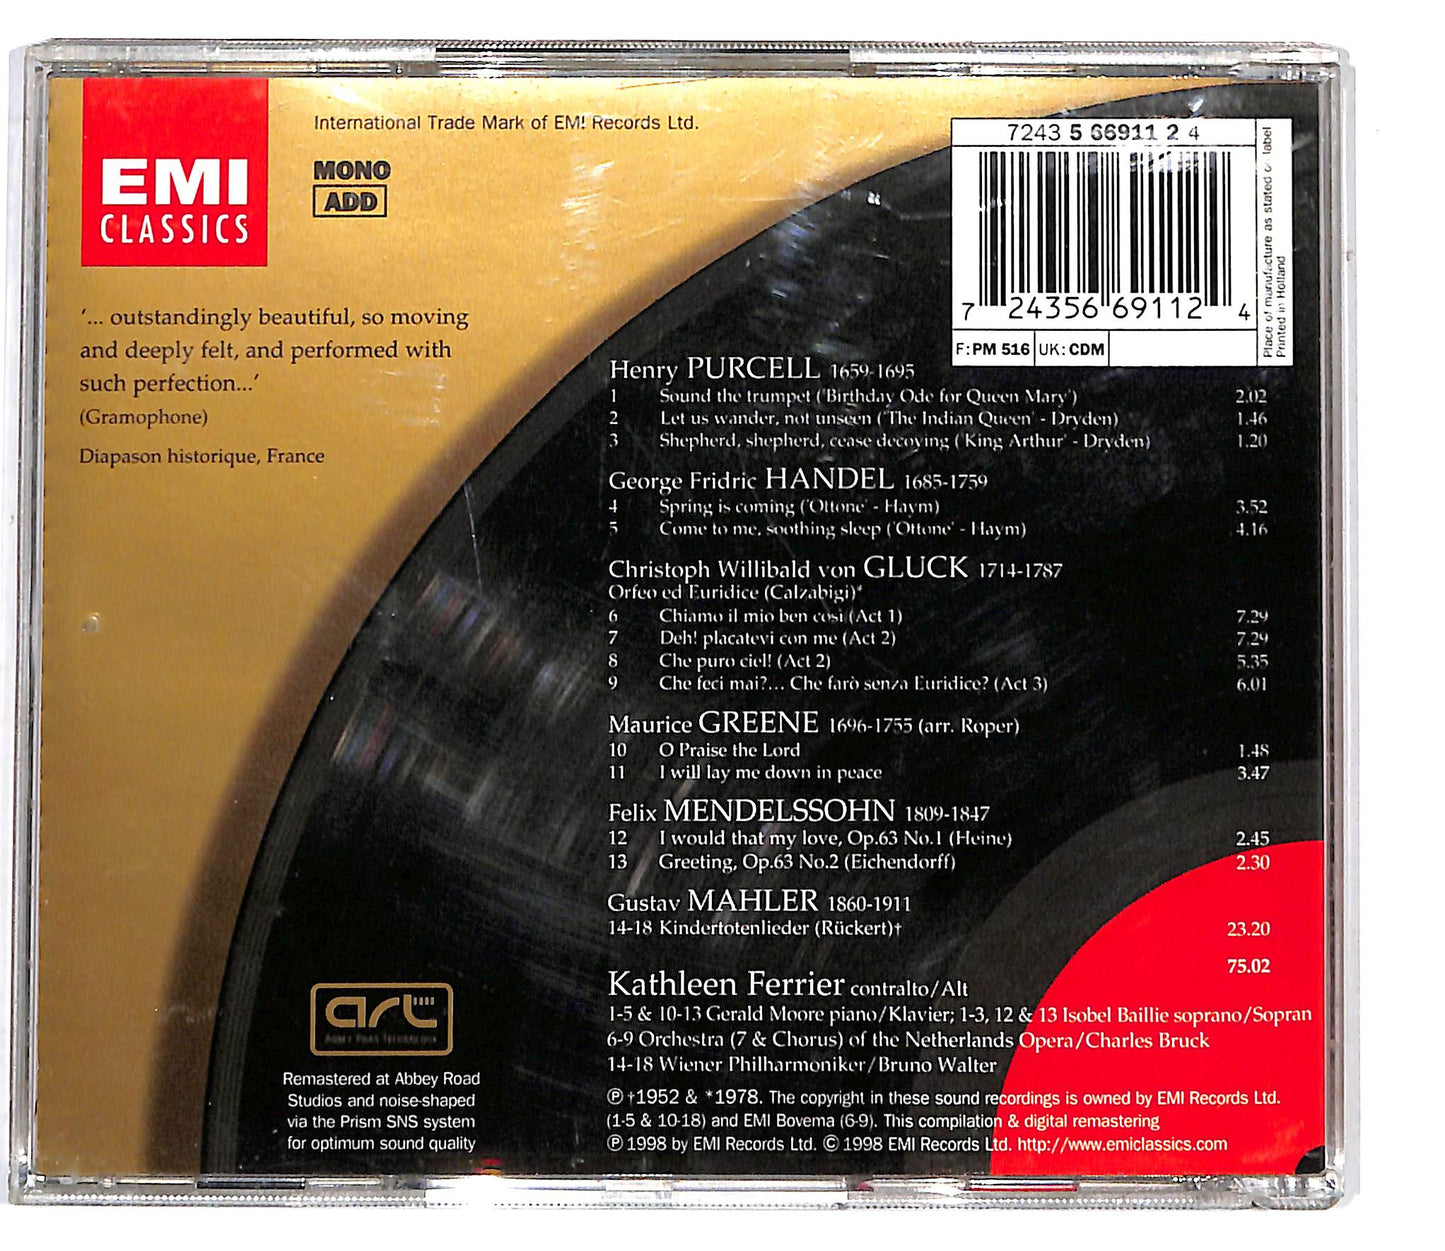 EMI
CLASSICS
International Trade Mark of EMI Records Ltd.
MONO
ADD
'... outstandingly beautiful, so moving
and deeply felt, and performed with
such perfection...'
(Gramophone)
Diapason historique, France
7243 5 66911 2 4
7 24356 69112 4
F:PM 516 UK:CDM
Place of manufacture as stated on label
Printed in Holland
Henry PURCELL 1659-1695
1 Sound the trumpet ('Birthday Ode for Queen Mary') 2.02
2 Let us wander, not unseen ('The Indian Queen' - Dryden) 1.46
3 Shepherd, shepherd, cease decoying ('King Arthur' - Dryden) 1.20
George Fridric HANDEL 1685-1759
4 Spring is coming ('Ottone' - Haym) 3.52
5 Come to me, soothing sleep ('Ottone' - Haym) 4.16
Christoph Willibald von GLUCK 1714-1787
Orfeo ed Euridice (Calzabigi)*
6 Chiamo il mio ben così (Act 1) 7.29
7 Deh! placatevi con me (Act 2) 7.29
8 Che puro ciel! (Act 2) 5.35
9 Che feci mai?... Che farò senza Euridice? (Act 3) 6.01
Maurice GREENE 1696-1755 (arr. Roper)
10 O Praise the Lord 1.48
11 I will lay me down in peace 3.47
Felix MENDELSSOHN 1809-1847
12 I would that my love, Op.63 No.1 (Heine) 2.45
13 Greeting, Op.63 No.2 (Eichendorff) 2.30
Gustav MAHLER 1860-1911
14-18 Kindertotenlieder (Rückert)† 23.20
75.02
Kathleen Ferrier contralto/Alt
1-5 & 10-13 Gerald Moore piano/Klavier; 1-3, 12 & 13 Isobel Baillie soprano/Sopran
6-9 Orchestra (7 & Chorus) of the Netherlands Opera/Charles Bruck
14-18 Wiener Philharmoniker/Bruno Walter
℗ †1952 & *1978. The copyright in these sound recordings is owned by EMI Records Ltd.
(1-5 & 10-18) and EMI Bovema (6-9). This compilation & digital remastering
℗ 1998 by EMI Records Ltd. © 1998 EMI Records Ltd. http://www.emiclassics.com
art
ABBEY ROAD TECHNOLOGY
Remastered at Abbey Road
Studios and noise-shaped
via the Prism SNS system
for optimum sound quality